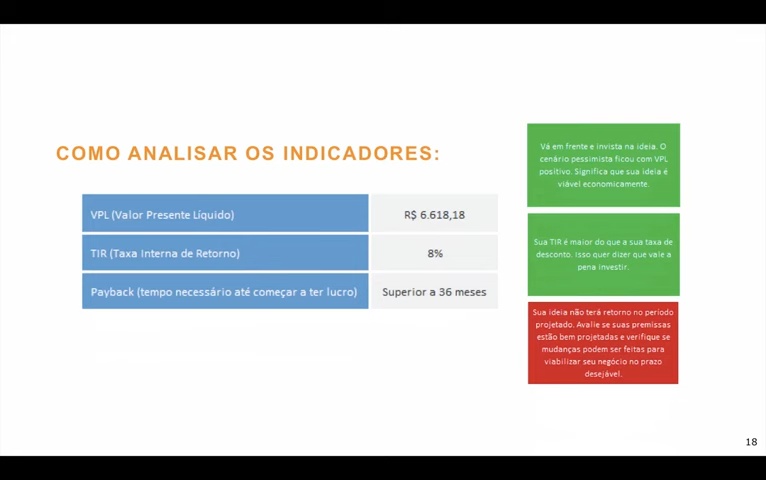 COMO ANALISAR OS INDICADORES:
VPL (Valor Presente Líquido) R$ 6.618,18
TIR (Taxa Interna de Retorno) 8%
Payback (tempo necessário até começar a ter lucro) Superior a 36 meses
Vá em frente e invista na ideia. O
cenário pessimista ficou com VPL
positivo. Significa que sua ideia é
viável economicamente.
Sua TIR é maior do que a sua taxa de
desconto. Isso quer dizer que vale a
pena investir.
Sua ideia não terá retorno no período
projetado. Avalie se suas premissas
estão bem projetadas e verifique se
mudanças podem ser feitas para
viabilizar seu negócio no prazo
desejável.
18